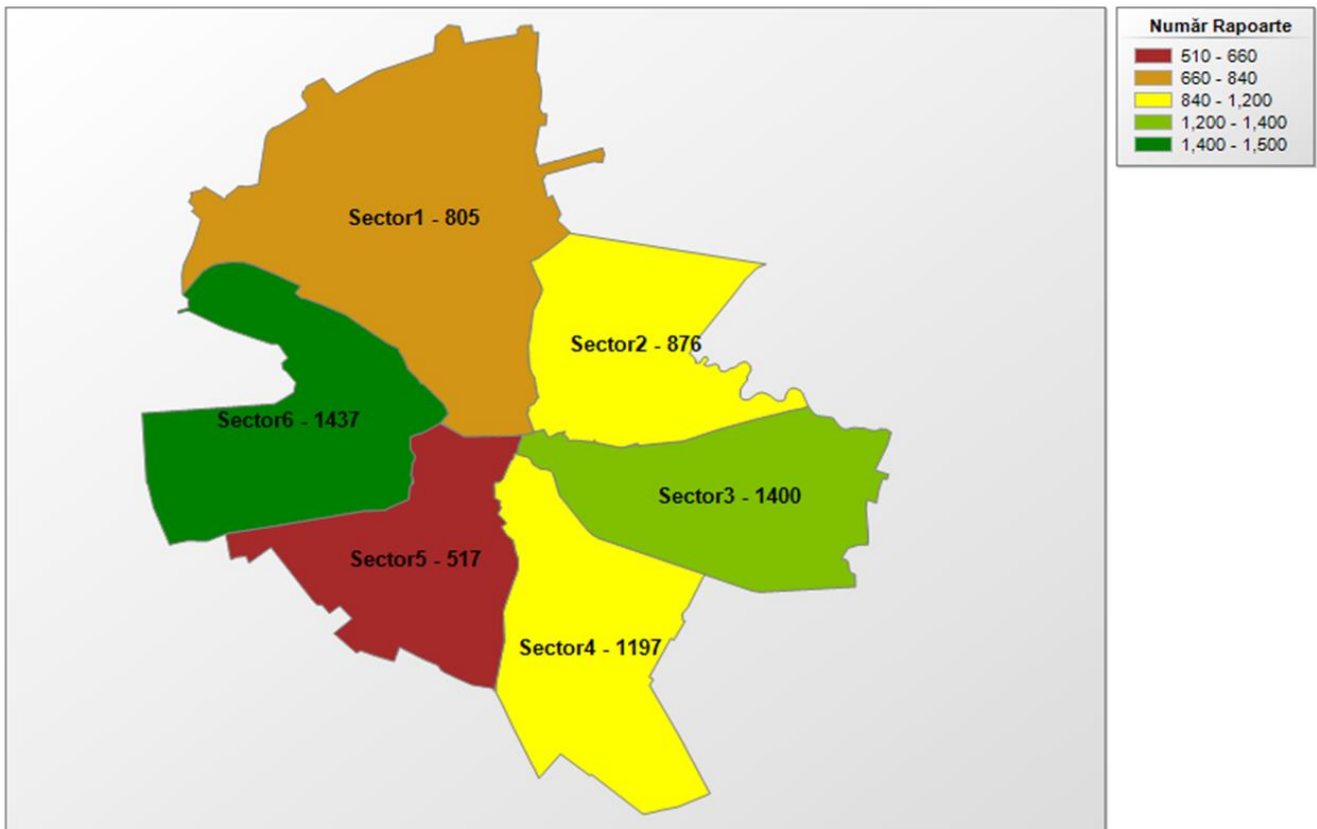 Număr Rapoarte
510 - 660
660 - 840
840 - 1,200
1,200 - 1,400
1,400 - 1,500
Sector1 - 805
Sector2 - 876
Sector6 - 1437
Sector3 - 1400
Sector5 - 517
Sector4 - 1197